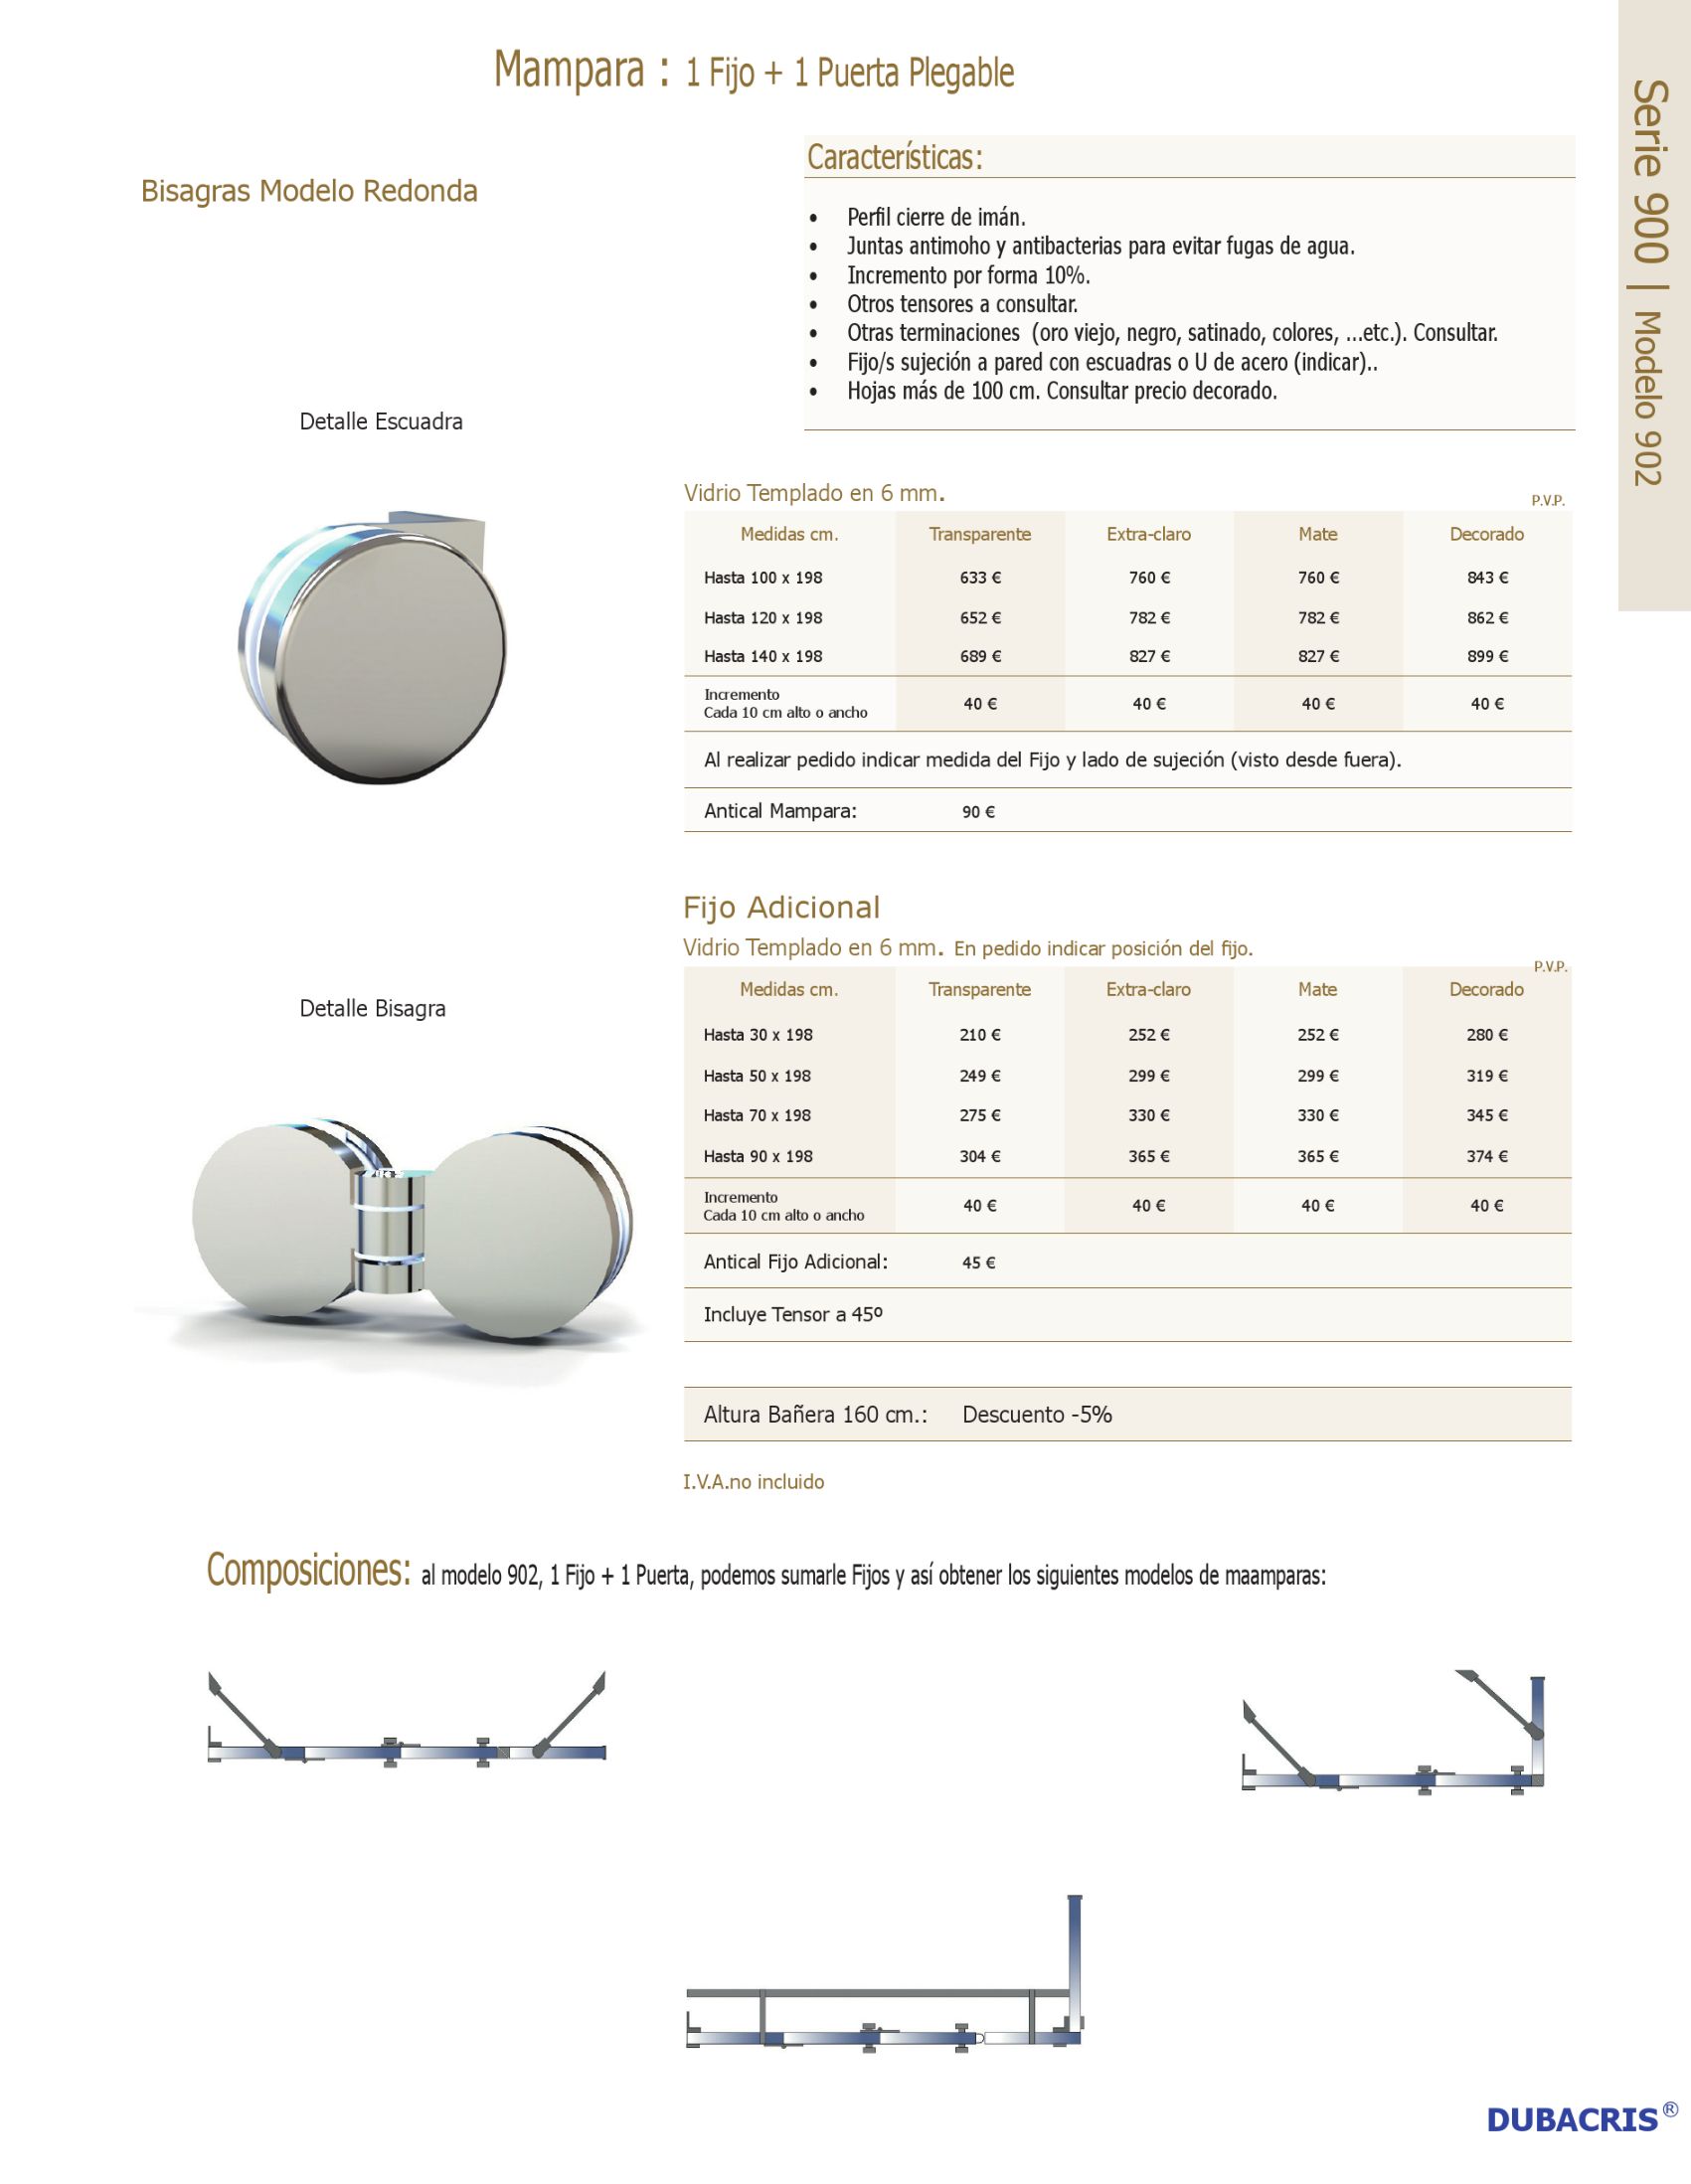 Mampara : 1 Fijo + 1 Puerta Plegable
Serie 900 | Modelo 902
Bisagras Modelo Redonda
Características:
• Perfil cierre de imán.
• Juntas antimoho y antibacterias para evitar fugas de agua.
• Incremento por forma 10%.
• Otros tensores a consultar.
• Otras terminaciones (oro viejo, negro, satinado, colores, ...etc.). Consultar.
• Fijo/s sujeción a pared con escuadras o U de acero (indicar)..
• Hojas más de 100 cm. Consultar precio decorado.
Detalle Escuadra
Vidrio Templado en 6 mm.
P.V.P.
Medidas cm. Transparente Extra-claro Mate Decorado
Hasta 100 x 198 633 € 760 € 760 € 843 €
Hasta 120 x 198 652 € 782 € 782 € 862 €
Hasta 140 x 198 689 € 827 € 827 € 899 €
Incremento
Cada 10 cm alto o ancho 40 € 40 € 40 € 40 €
Al realizar pedido indicar medida del Fijo y lado de sujeción (visto desde fuera).
Antical Mampara: 90 €
Fijo Adicional
Vidrio Templado en 6 mm. En pedido indicar posición del fijo.
P.V.P.
Detalle Bisagra
Medidas cm. Transparente Extra-claro Mate Decorado
Hasta 30 x 198 210 € 252 € 252 € 280 €
Hasta 50 x 198 249 € 299 € 299 € 319 €
Hasta 70 x 198 275 € 330 € 330 € 345 €
Hasta 90 x 198 304 € 365 € 365 € 374 €
Incremento
Cada 10 cm alto o ancho 40 € 40 € 40 € 40 €
Antical Fijo Adicional: 45 €
Incluye Tensor a 45º
Altura Bañera 160 cm.: Descuento -5%
I.V.A.no incluido
Composiciones: al modelo 902, 1 Fijo + 1 Puerta, podemos sumarle Fijos y así obtener los siguientes modelos de maamparas:
DUBACRIS®